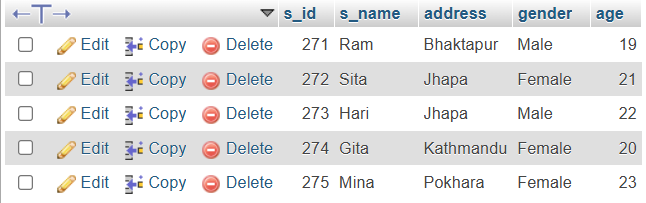 s_id s_name address gender age
Edit Copy Delete 271 Ram Bhaktapur Male 19
Edit Copy Delete 272 Sita Jhapa Female 21
Edit Copy Delete 273 Hari Jhapa Male 22
Edit Copy Delete 274 Gita Kathmandu Female 20
Edit Copy Delete 275 Mina Pokhara Female 23